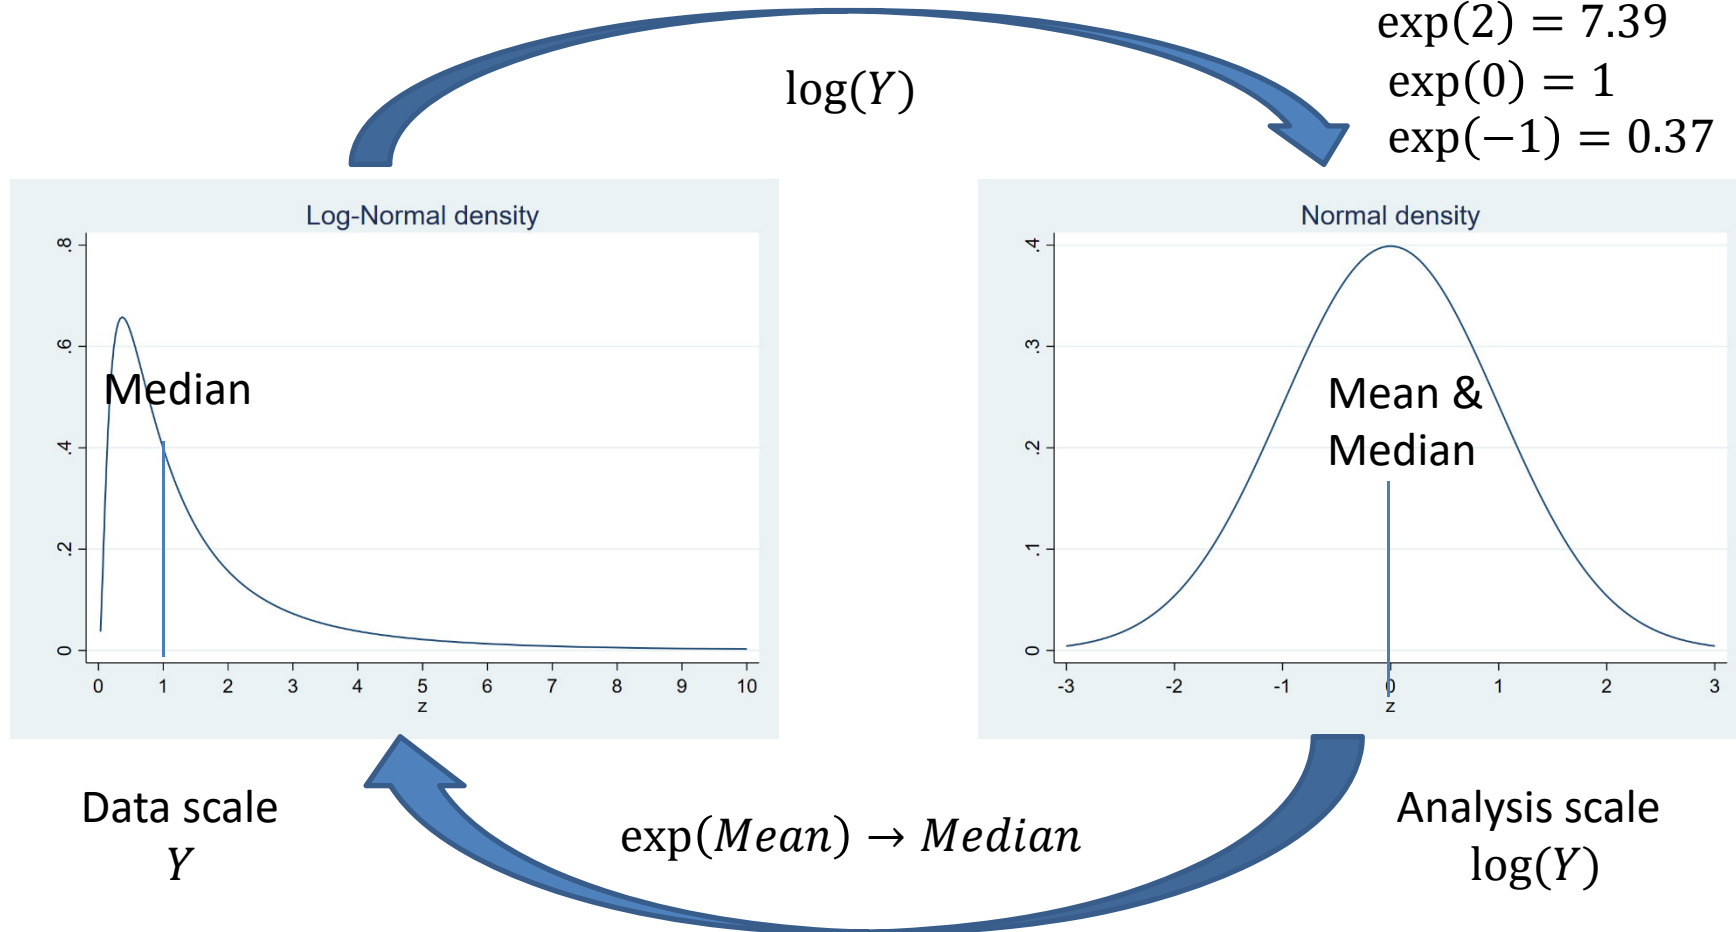 exp(2) = 7.39
log(Y)
exp(0) = 1
exp(−1) = 0.37
Log-Normal density
.8
.6
.4
.2
0
Median
0 1 2 3 4 5 6 7 8 9 10
z
Normal density
.4
.3
.2
.1
0
Mean &
Median
-3 -2 -1 0 1 2 3
z
Data scale
Y
exp(Mean) → Median
Analysis scale
log(Y)